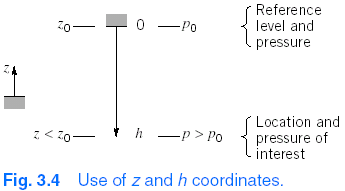 z₀ 0 p₀ Reference
level and
pressure
z
z < z₀ h p > p₀ Location and
pressure of
interest
Fig. 3.4 Use of z and h coordinates.